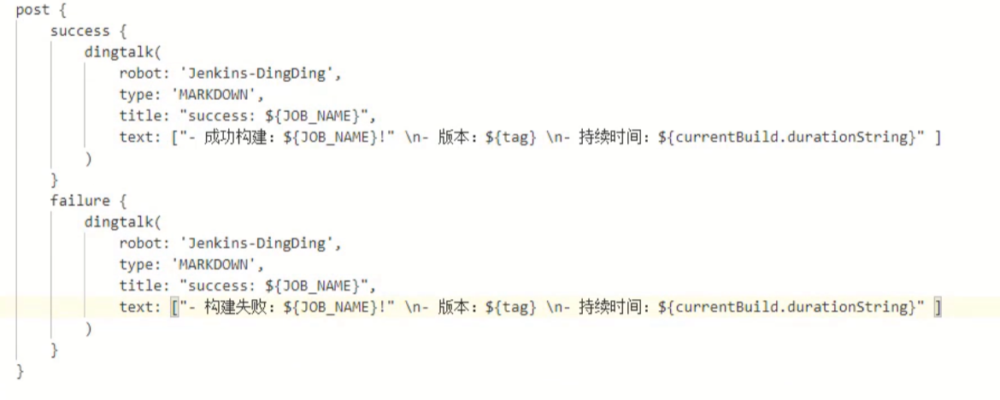 post {
    success {
        dingtalk(
            robot: 'Jenkins-DingDing',
            type: 'MARKDOWN',
            title: "success: ${JOB_NAME}",
            text: ["- 成功构建：${JOB_NAME}!" \n- 版本：${tag} \n- 持续时间：${currentBuild.durationString}" ]
        )
    }
    failure {
        dingtalk(
            robot: 'Jenkins-DingDing',
            type: 'MARKDOWN',
            title: "success: ${JOB_NAME}",
            text: ["- 构建失败：${JOB_NAME}!" \n- 版本：${tag} \n- 持续时间：${currentBuild.durationString}" ]
        )
    }
}